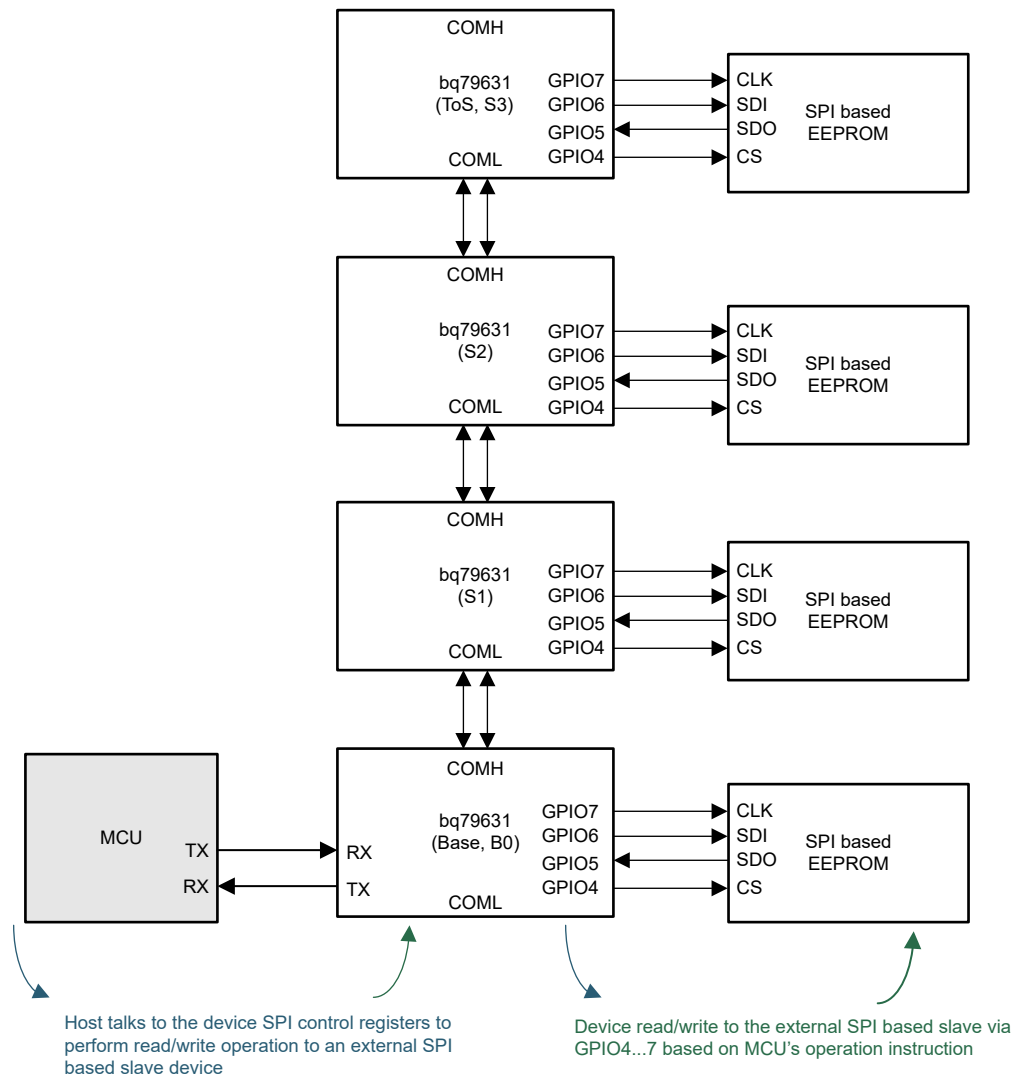 COMH
bq79631
(ToS, S3)
COML
GPIO7
GPIO6
GPIO5
GPIO4
CLK
SDI
SDO
CS
SPI based
EEPROM
COMH
bq79631
(S2)
COML
GPIO7
GPIO6
GPIO5
GPIO4
CLK
SDI
SDO
CS
SPI based
EEPROM
COMH
bq79631
(S1)
COML
GPIO7
GPIO6
GPIO5
GPIO4
CLK
SDI
SDO
CS
SPI based
EEPROM
MCU
TX
RX
RX
TX
COMH
bq79631
(Base, B0)
COML
GPIO7
GPIO6
GPIO5
GPIO4
CLK
SDI
SDO
CS
SPI based
EEPROM
Host talks to the device SPI control registers to
perform read/write operation to an external SPI
based slave device
Device read/write to the external SPI based slave via
GPIO4...7 based on MCU's operation instruction